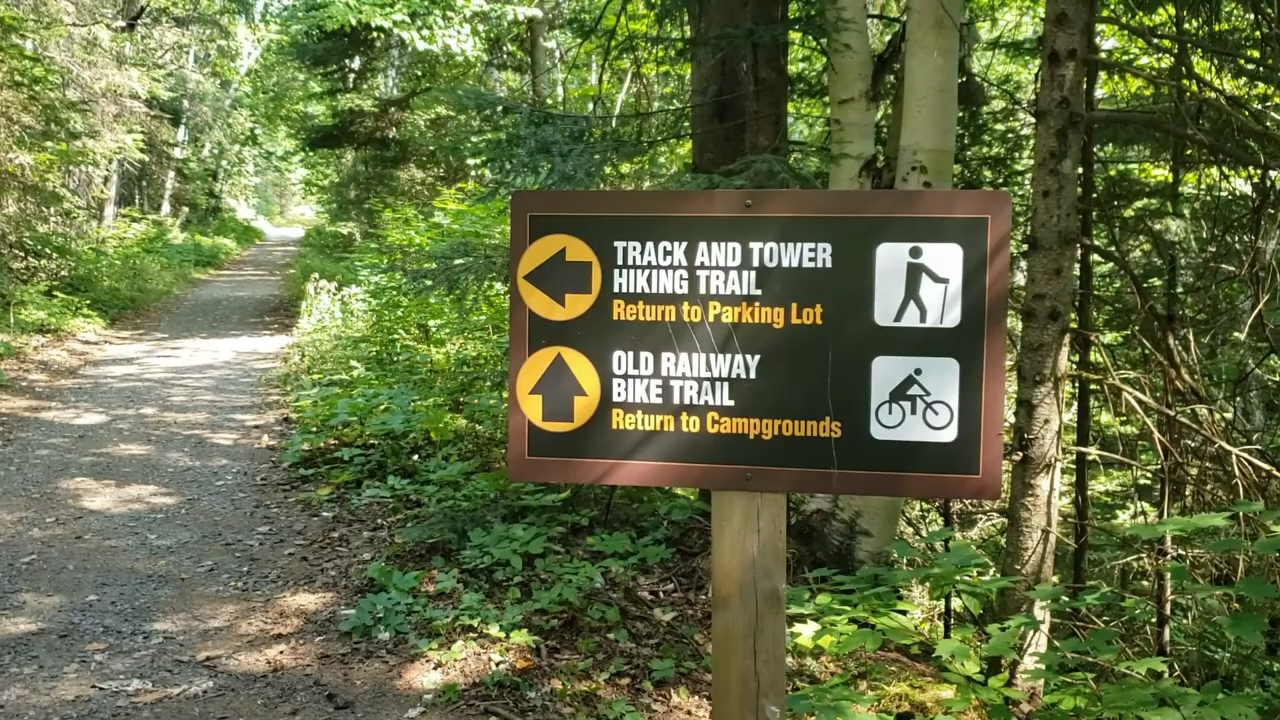 TRACK AND TOWER
HIKING TRAIL
Return to Parking Lot
OLD RAILWAY
BIKE TRAIL
Return to Campgrounds